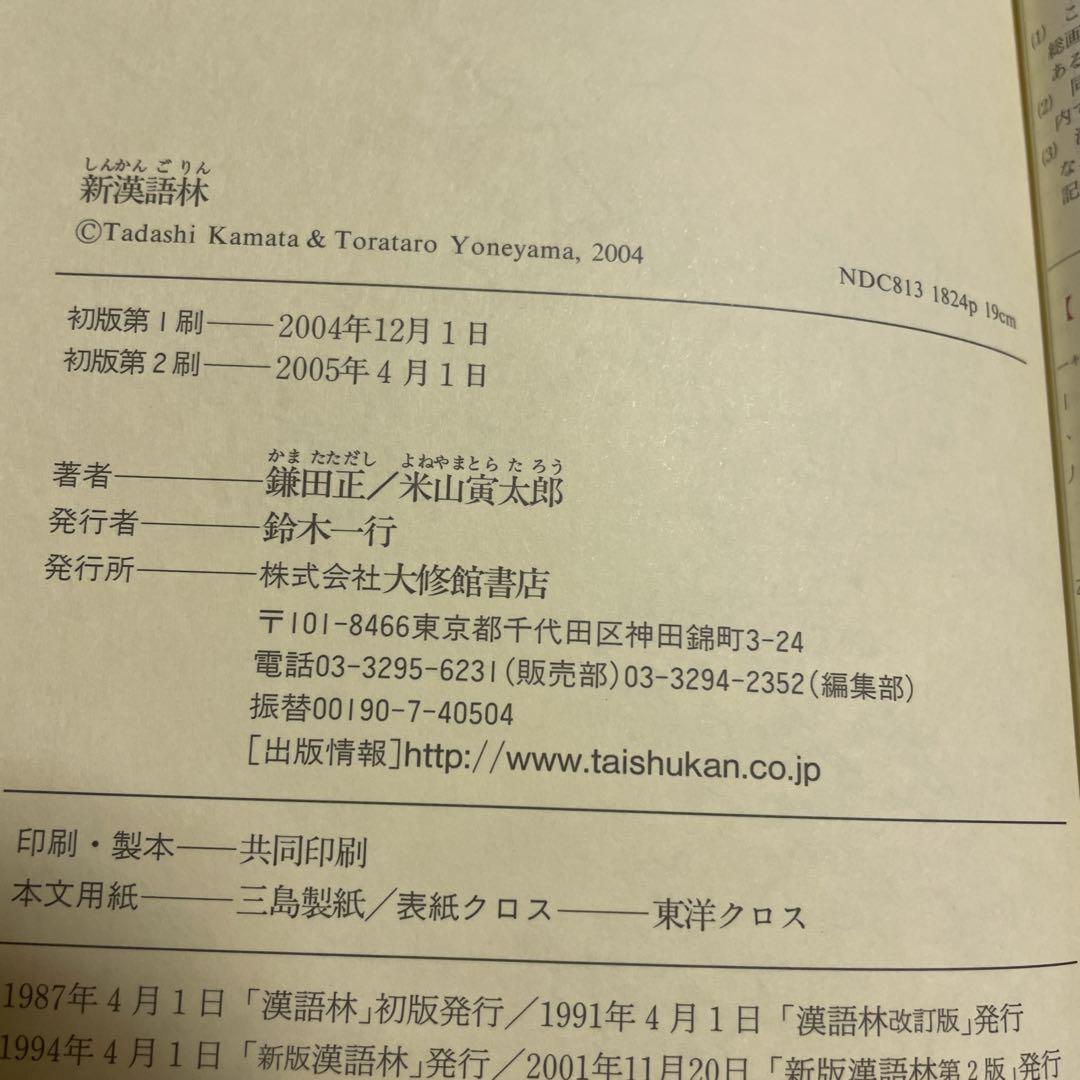 しんかんごりん
新漢語林
©Tadashi Kamata & Torataro Yoneyama, 2004
NDC813 1824p 19cm
初版第1刷――2004年12月1日
初版第2刷――2005年4月1日
かまたただし よねやまとらたろう
著者――――鎌田正／米山寅太郎
発行者――――鈴木一行
発行所――――株式会社大修館書店
〒101-8466東京都千代田区神田錦町3-24
電話03-3295-6231(販売部)03-3294-2352(編集部)
振替00190-7-40504
[出版情報]http://www.taishukan.co.jp
印刷・製本――共同印刷
本文用紙―――三島製紙／表紙クロス―――東洋クロス
1987年4月1日「漢語林」初版発行／1991年4月1日「漢語林改訂版」発行
1994年4月1日「新版漢語林」発行／2001年11月20日「新版漢語林第2版」発行
(1)
総画
ある
(2)
内
(3)
な
記